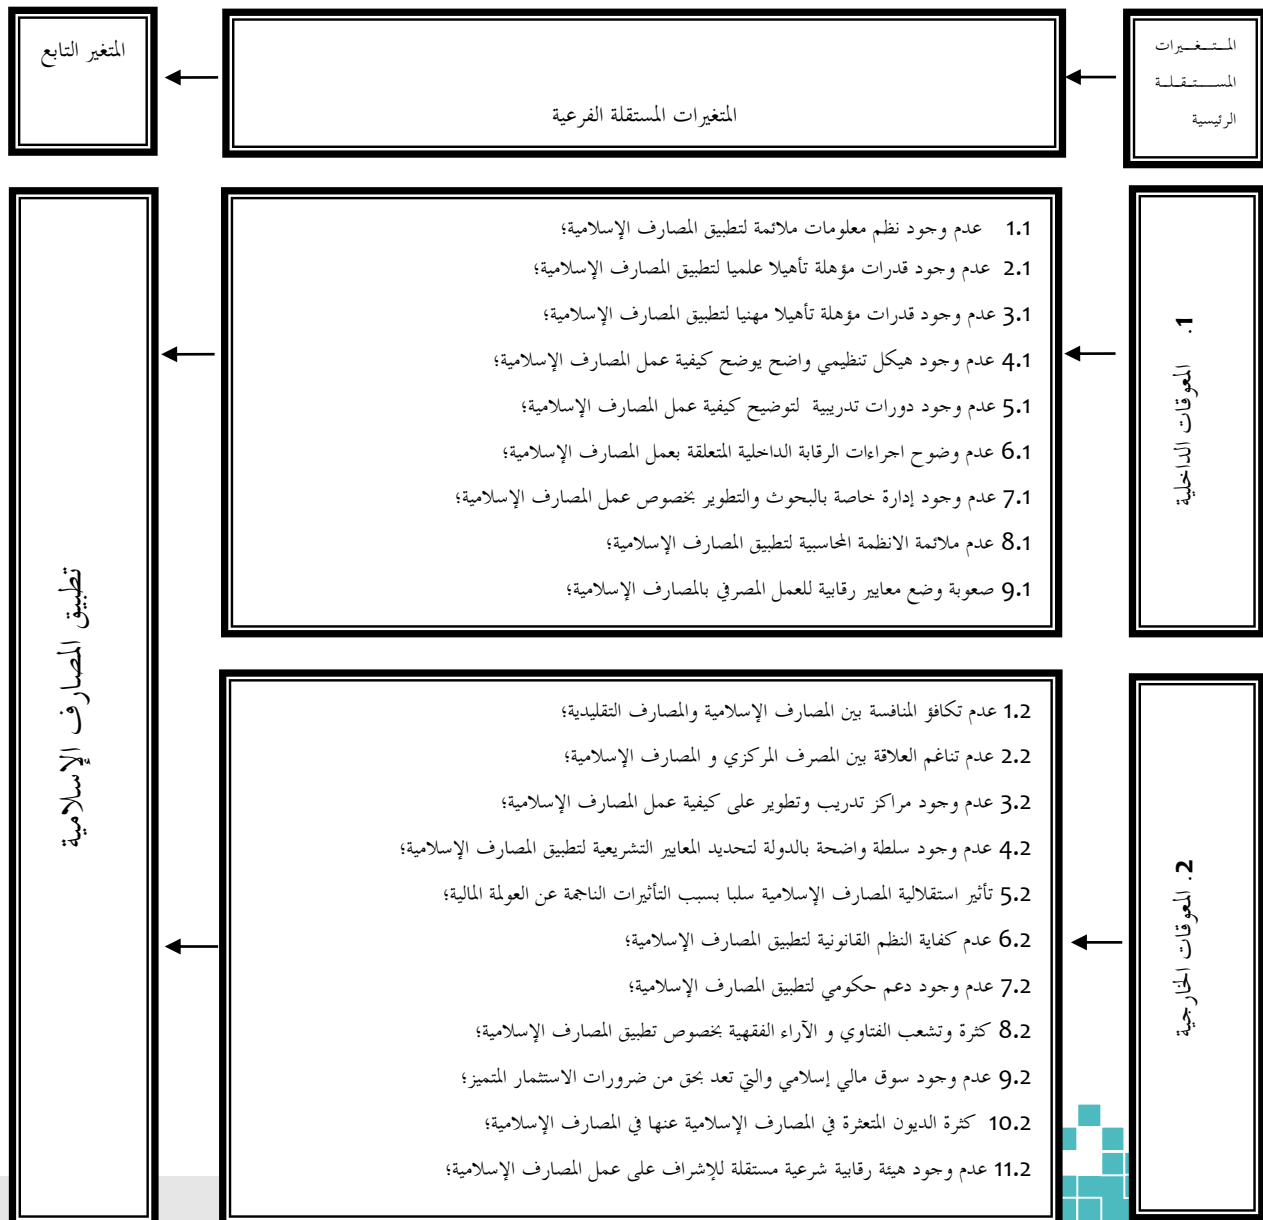 المتغيرات
المستقلة
الرئيسية
المتغيرات المستقلة الفرعية
المتغير التابع
1. المعوقات الداخلية
1.1 عدم وجود نظم معلومات ملائمة لتطبيق المصارف الإسلامية؛
2.1 عدم وجود قدرات مؤهلة تأهيلا علميا لتطبيق المصارف الإسلامية؛
3.1 عدم وجود قدرات مؤهلة تأهيلا مهنيا لتطبيق المصارف الإسلامية؛
4.1 عدم وجود هيكل تنظيمي واضح يوضح كيفية عمل المصارف الإسلامية؛
5.1 عدم وجود دورات تدريبية لتوضيح كيفية عمل المصارف الإسلامية؛
6.1 عدم وضوح اجراءات الرقابة الداخلية المتعلقة بعمل المصارف الإسلامية؛
7.1 عدم وجود إدارة خاصة بالبحوث والتطوير بخصوص عمل المصارف الإسلامية؛
8.1 عدم ملائمة الانظمة المحاسبية لتطبيق المصارف الإسلامية؛
9.1 صعوبة وضع معايير رقابية للعمل المصرفي بالمصارف الإسلامية؛
2. المعوقات الخارجية
1.2 عدم تكافؤ المنافسة بين المصارف الإسلامية والمصارف التقليدية؛
2.2 عدم تناغم العلاقة بين المصرف المركزي و المصارف الإسلامية؛
3.2 عدم وجود مراكز تدريب وتطوير على كيفية عمل المصارف الإسلامية؛
4.2 عدم وجود سلطة واضحة بالدولة لتحديد المعايير التشريعية لتطبيق المصارف الإسلامية؛
5.2 تأثير استقلالية المصارف الإسلامية سلبا بسبب التأثيرات الناجمة عن العولمة المالية؛
6.2 عدم كفاية النظم القانونية لتطبيق المصارف الإسلامية؛
7.2 عدم وجود دعم حكومي لتطبيق المصارف الإسلامية؛
8.2 كثرة وتشعب الفتاوي و الآراء الفقهية بخصوص تطبيق المصارف الإسلامية؛
9.2 عدم وجود سوق مالي إسلامي والتي تعد بحق من ضرورات الاستثمار المتميز؛
10.2 كثرة الديون المتعثرة في المصارف الإسلامية عنها في المصارف الإسلامية؛
11.2 عدم وجود هيئة رقابية شرعية مستقلة للإشراف على عمل المصارف الإسلامية؛
تطبيق المصارف الإسلامية